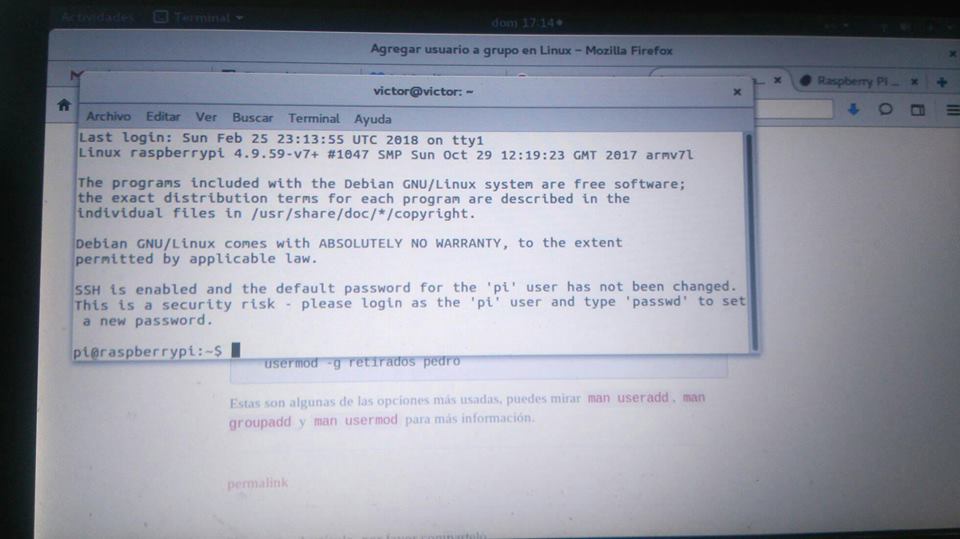 Actividades Terminal
dom 17:14
Agregar usuario a grupo en Linux – Mozilla Firefox
Raspberry Pi ...
victor@victor: ~
Archivo Editar Ver Buscar Terminal Ayuda
Last login: Sun Feb 25 23:13:55 UTC 2018 on tty1
Linux raspberrypi 4.9.59-v7+ #1047 SMP Sun Oct 29 12:19:23 GMT 2017 armv7l
The programs included with the Debian GNU/Linux system are free software;
the exact distribution terms for each program are described in the
individual files in /usr/share/doc/*/copyright.
Debian GNU/Linux comes with ABSOLUTELY NO WARRANTY, to the extent
permitted by applicable law.
SSH is enabled and the default password for the 'pi' user has not been changed.
This is a security risk - please login as the 'pi' user and type 'passwd' to set
a new password.
pi@raspberrypi:~$
usermod -g retirados pedro
Estas son algunas de las opciones más usadas, puedes mirar man useradd, man
groupadd y man usermod para más información.
permalink